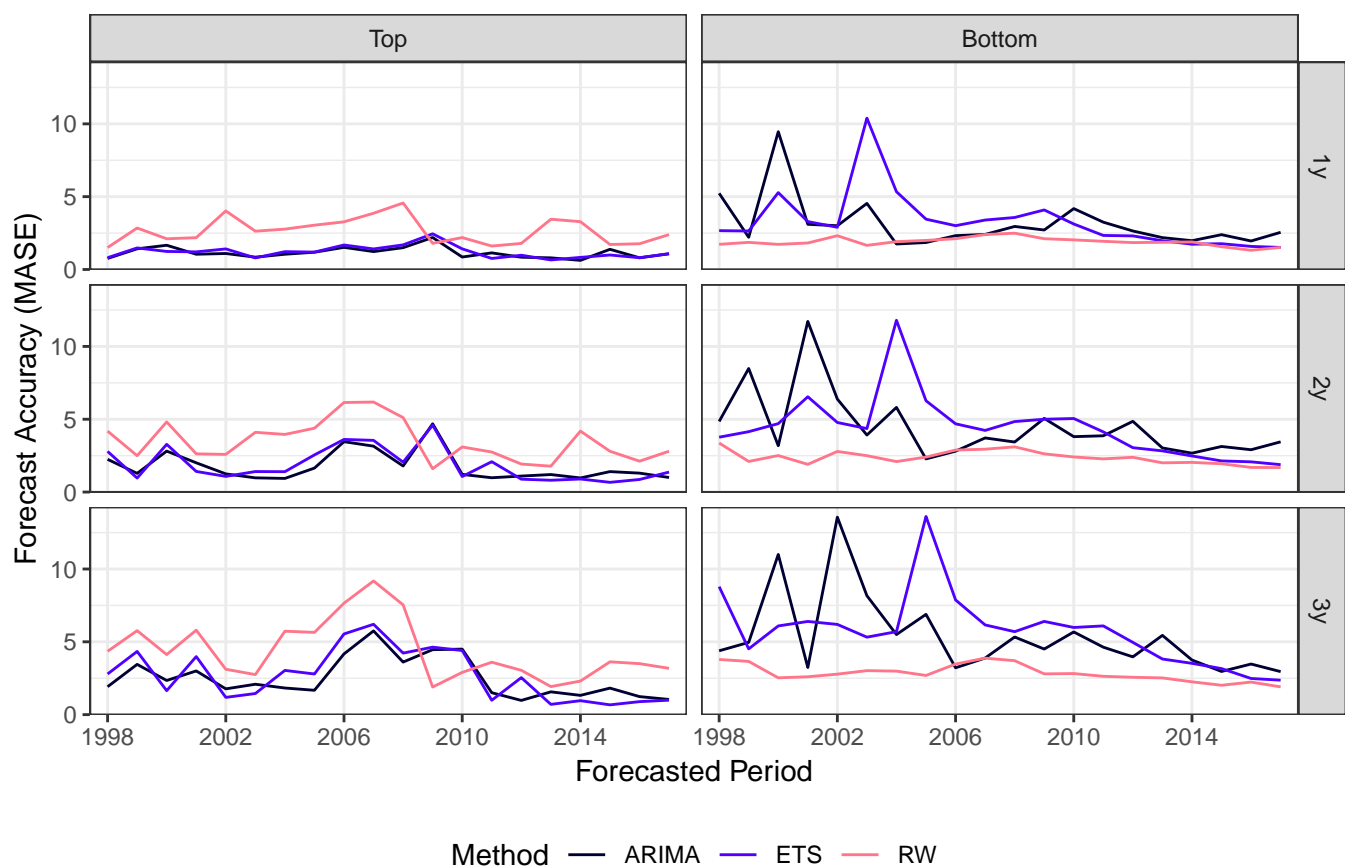 Top Bottom
10
5
0
1y
10
5
0
2y
10
5
0
3y
1998 2002 2006 2010 2014 1998 2002 2006 2010 2014
Forecast Accuracy (MASE)
Forecasted Period
Method ARIMA ETS RW